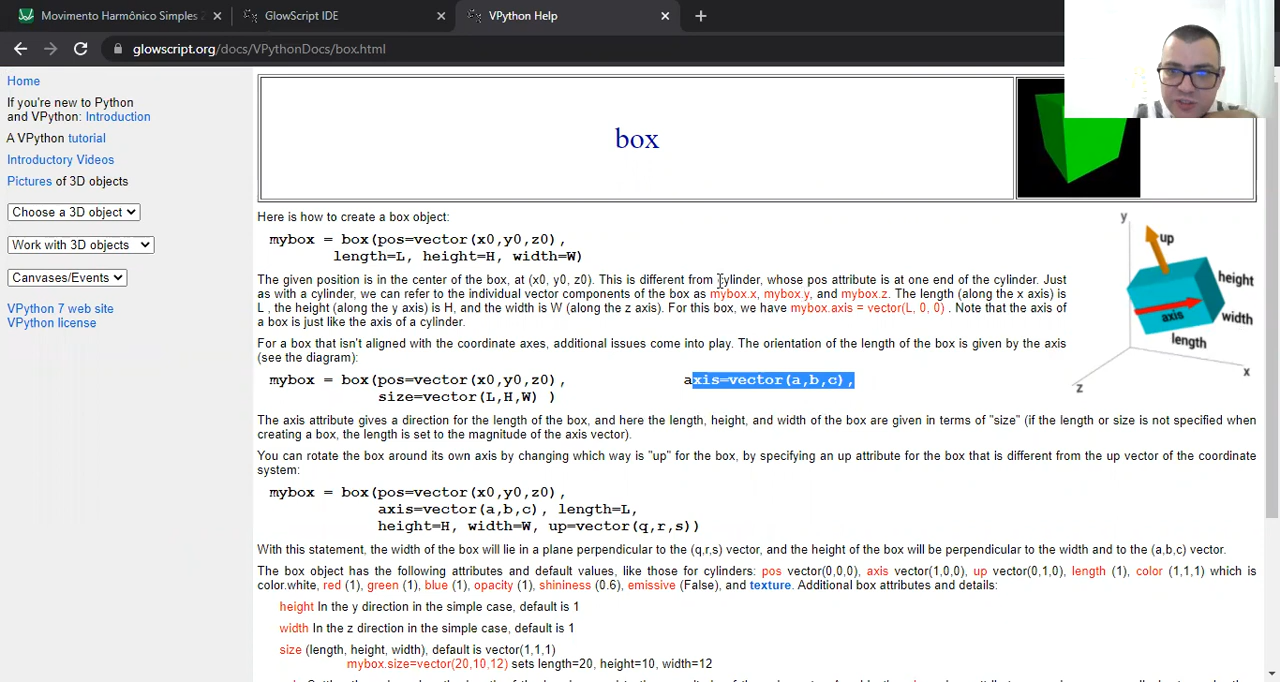 Movimento Harmônico Simples
GlowScript IDE
VPython Help
glowscript.org/docs/VPythonDocs/box.html
Home
If you're new to Python
and VPython: Introduction
A VPython tutorial
Introductory Videos
Pictures of 3D objects
Choose a 3D object
Work with 3D objects
Canvases/Events
VPython 7 web site
VPython license
box
Here is how to create a box object:
mybox = box(pos=vector(x0,y0,z0),
length=L, height=H, width=W)
The given position is in the center of the box, at (x0, y0, z0). This is different from cylinder, whose pos attribute is at one end of the cylinder. Just
as with a cylinder, we can refer to the individual vector components of the box as mybox.x, mybox.y, and mybox.z. The length (along the x axis) is
L , the height (along the y axis) is H, and the width is W (along the z axis). For this box, we have mybox.axis = vector(L, 0, 0) . Note that the axis of
a box is just like the axis of a cylinder.
For a box that isn't aligned with the coordinate axes, additional issues come into play. The orientation of the length of the box is given by the axis
(see the diagram):
mybox = box(pos=vector(x0,y0,z0), axis=vector(a,b,c),
size=vector(L,H,W) )
y
up
height
axis
width
length
x
z
The axis attribute gives a direction for the length of the box, and here the length, height, and width of the box are given in terms of "size" (if the length or size is not specified when
creating a box, the length is set to the magnitude of the axis vector).
You can rotate the box around its own axis by changing which way is "up" for the box, by specifying an up attribute for the box that is different from the up vector of the coordinate
system:
mybox = box(pos=vector(x0,y0,z0),
axis=vector(a,b,c), length=L,
height=H, width=W, up=vector(q,r,s))
With this statement, the width of the box will lie in a plane perpendicular to the (q,r,s) vector, and the height of the box will be perpendicular to the width and to the (a,b,c) vector.
The box object has the following attributes and default values, like those for cylinders: pos vector(0,0,0), axis vector(1,0,0), up vector(0,1,0), length (1), color (1,1,1) which is
color.white, red (1), green (1), blue (1), opacity (1), shininess (0.6), emissive (False), and texture. Additional box attributes and details:
height In the y direction in the simple case, default is 1
width In the z direction in the simple case, default is 1
size (length, height, width), default is vector(1,1,1)
mybox.size=vector(20,10,12) sets length=20, height=10, width=12